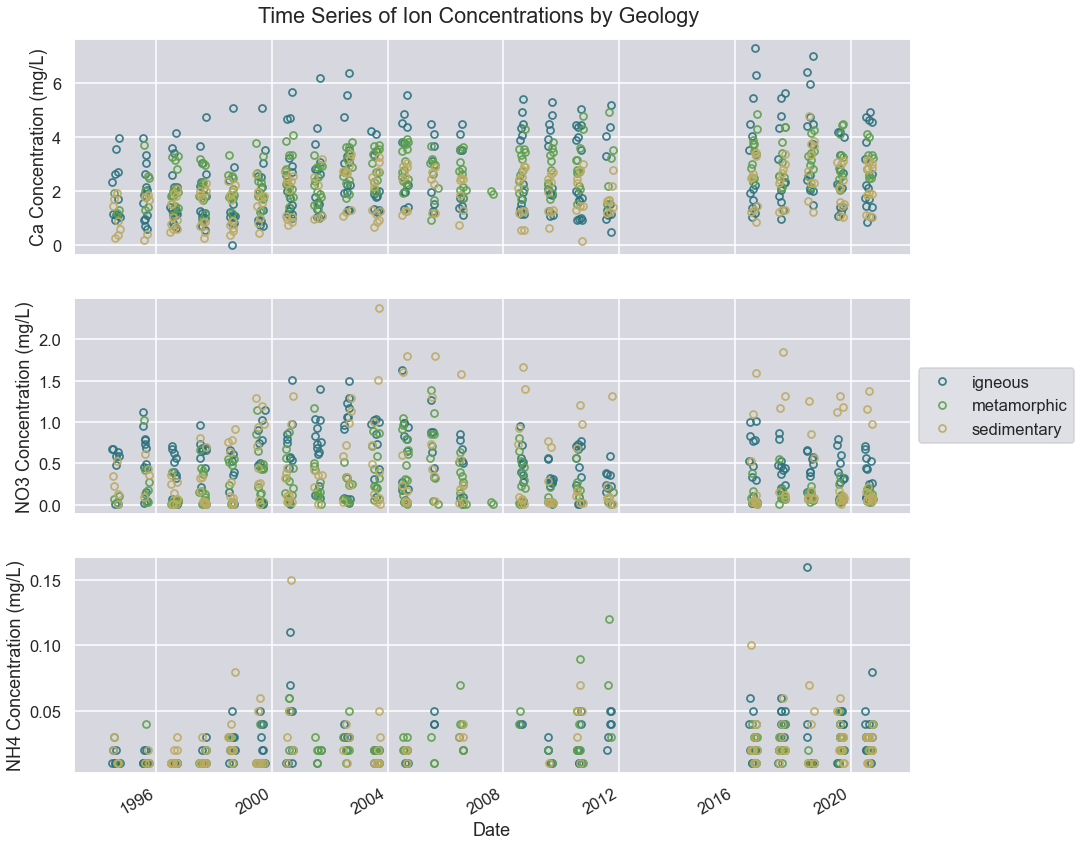 Time Series of Ion Concentrations by Geology
Ca Concentration (mg/L)
6
4
2
0
NO3 Concentration (mg/L)
2.0
1.5
1.0
0.5
0.0
igneous
metamorphic
sedimentary
NH4 Concentration (mg/L)
0.15
0.10
0.05
1996
2000
2004
2008
2012
2016
2020
Date